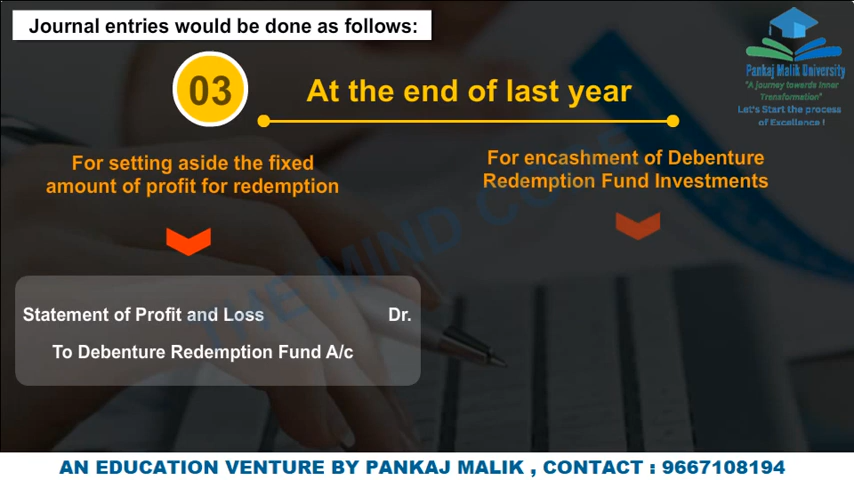 Journal entries would be done as follows:
03
At the end of last year
Pankaj Malik University
"A journey towards Inner
Transformation"
Let's Start the process
of Excellence !
For setting aside the fixed
amount of profit for redemption
For encashment of Debenture
Redemption Fund Investments
Statement of Profit and Loss Dr.
To Debenture Redemption Fund A/c
THE MIND CODE
AN EDUCATION VENTURE BY PANKAJ MALIK , CONTACT : 9667108194